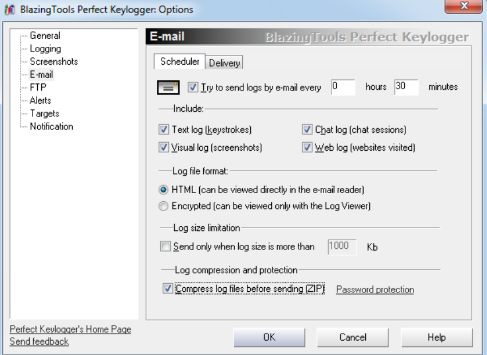 BlazingTools Perfect Keylogger: Options
General
Logging
Screenshots
E-mail
FTP
Alerts
Targets
Notification
E-mail BlazingTools Perfect Keylogger
Scheduler Delivery
Try to send logs by e-mail every 0 hours 30 minutes
Include:
Text log (keystrokes) Chat log (chat sessions)
Visual log (screenshots) Web log (websites visited)
Log file format:
HTML (can be viewed directly in the e-mail reader)
Encrypted (can be viewed only with the Log Viewer)
Log size limitation
Send only when log size is more than 1000 Kb
Log compression and protection
Compress log files before sending (ZIP) Password protection
Perfect Keylogger's Home Page
Send feedback
OK Cancel Help